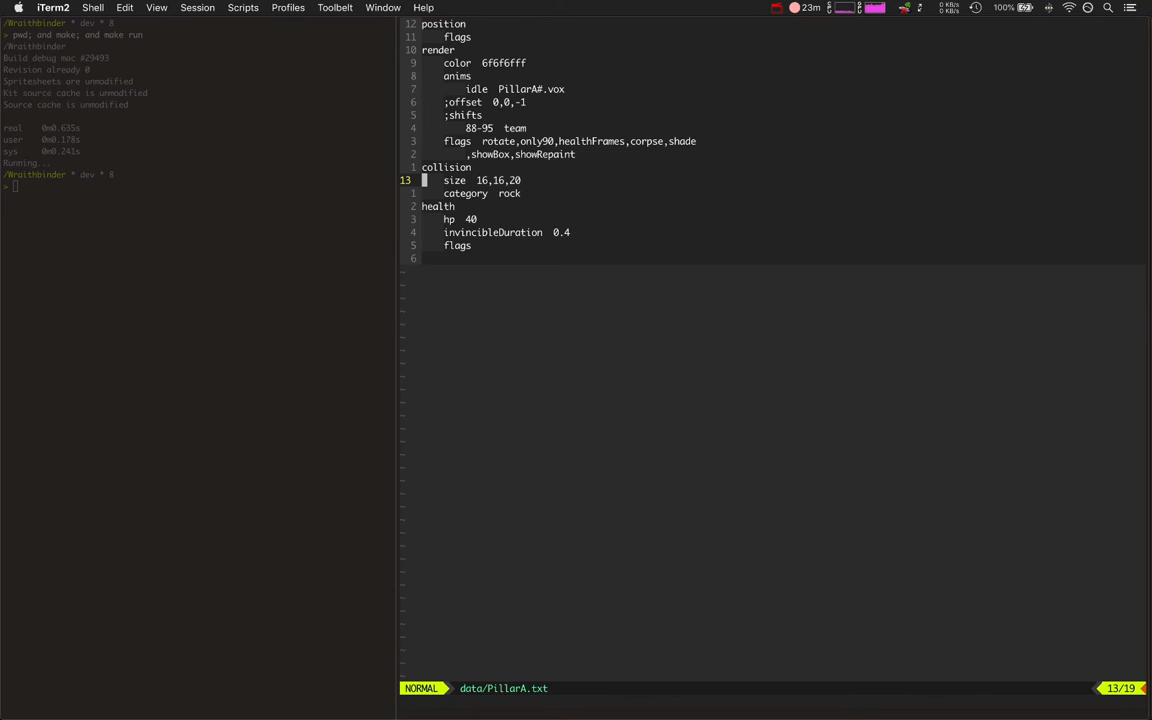 iTerm2 Shell Edit View Session Scripts Profiles Toolbelt Window Help 23m 0 KB/s 0 KB/s 100%
/Wraithbinder * dev * 8
> pwd; and make; and make run
/Wraithbinder
Build debug mac #29493
Revision already 0
Spritesheets are unmodified
Kit source cache is unmodified
Source cache is unmodified
real 0m0.635s
user 0m0.178s
sys 0m0.241s
Running...
/Wraithbinder * dev * 8
>
12 position
11 flags
10 render
9 color 6f6f6fff
8 anims
7 idle PillarA#.vox
6 ;offset 0,0,-1
5 ;shifts
4 88-95 team
3 flags rotate,only90,healthFrames,corpse,shade
2 ,showBox,showRepaint
1 collision
13 size 16,16,20
1 category rock
2 health
3 hp 40
4 invincibleDuration 0.4
5 flags
6
NORMAL data/PillarA.txt 13/19